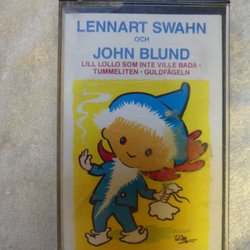 LENNART SWAHN
OCH
JOHN BLUND
LILL LOLLO SOM INTE VILLE BADA ·
TUMMELITEN · GULDFÅGELN